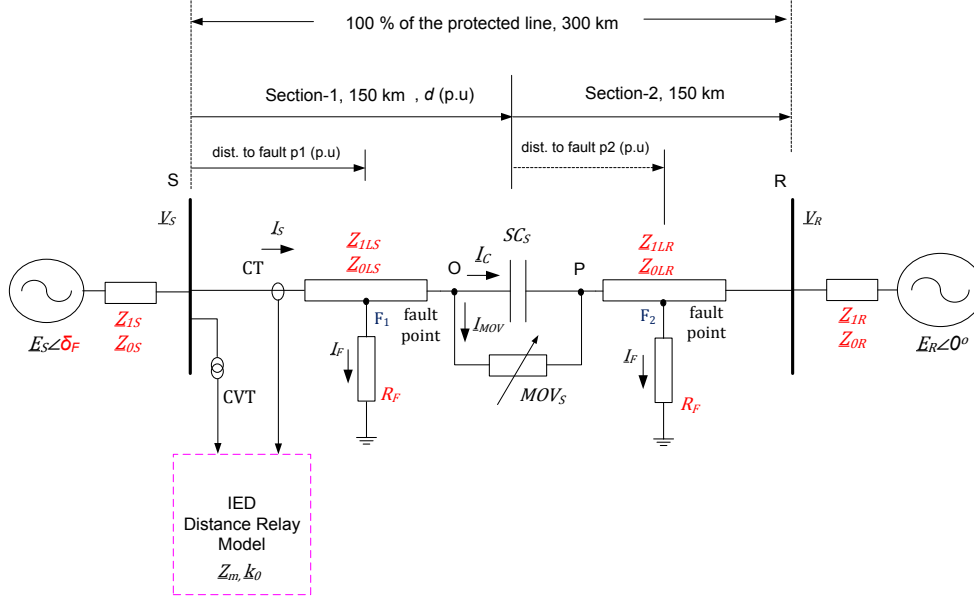 100 % of the protected line, 300 km
Section-1, 150 km , d (p.u)
Section-2, 150 km
dist. to fault p1 (p.u)
dist. to fault p2 (p.u)
S
R
V_S
I_S
Z_1LS
Z_0LS
SC_S
Z_1LR
Z_0LR
V_R
CT
O
I_C
P
Z_1S
Z_0S
E_S∠δ_F
F_1
fault
point
I_MOV
F_2
fault
point
Z_1R
Z_0R
E_R∠0°
I_F
R_F
MOV_S
I_F
R_F
CVT
IED
Distance Relay
Model
Z_m, k_0